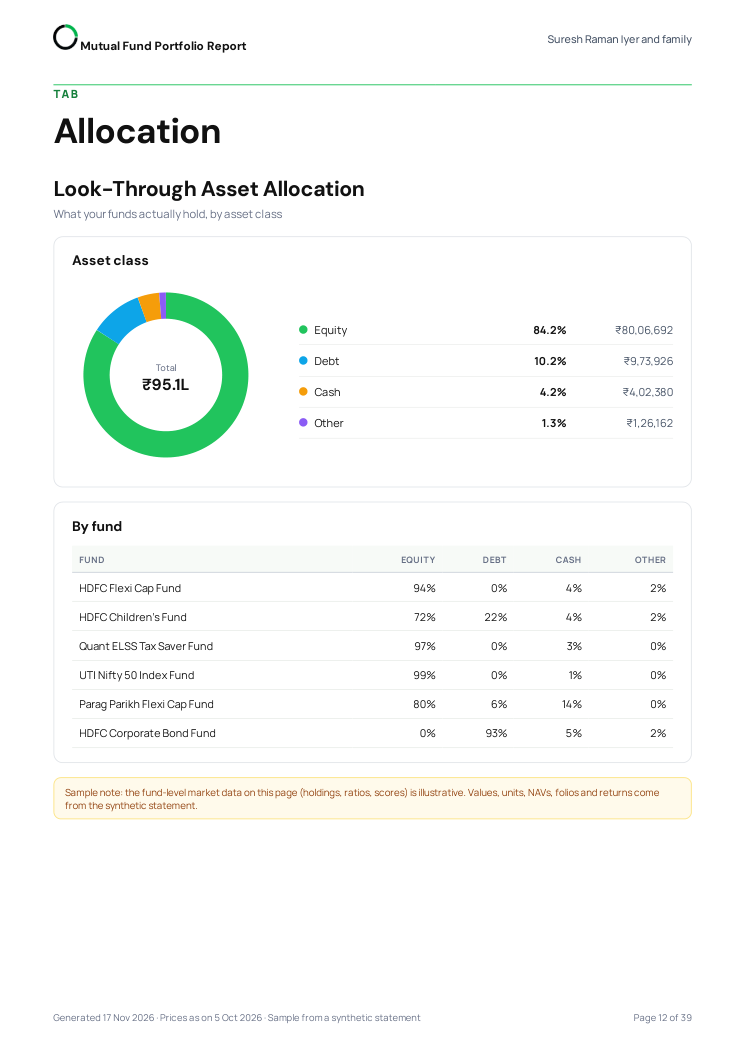 Mutual Fund Portfolio Report
Suresh Raman Iyer and family
TAB
Allocation
Look-Through Asset Allocation
What your funds actually hold, by asset class
Asset class
Total
₹95.1L
Equity 84.2% ₹80,06,692
Debt 10.2% ₹9,73,926
Cash 4.2% ₹4,02,380
Other 1.3% ₹1,26,162
By fund
FUND EQUITY DEBT CASH OTHER
HDFC Flexi Cap Fund 94% 0% 4% 2%
HDFC Children's Fund 72% 22% 4% 2%
Quant ELSS Tax Saver Fund 97% 0% 3% 0%
UTI Nifty 50 Index Fund 99% 0% 1% 0%
Parag Parikh Flexi Cap Fund 80% 6% 14% 0%
HDFC Corporate Bond Fund 0% 93% 5% 2%
Sample note: the fund-level market data on this page (holdings, ratios, scores) is illustrative. Values, units, NAVs, folios and returns come
from the synthetic statement.
Generated 17 Nov 2026 · Prices as on 5 Oct 2026 · Sample from a synthetic statement
Page 12 of 39